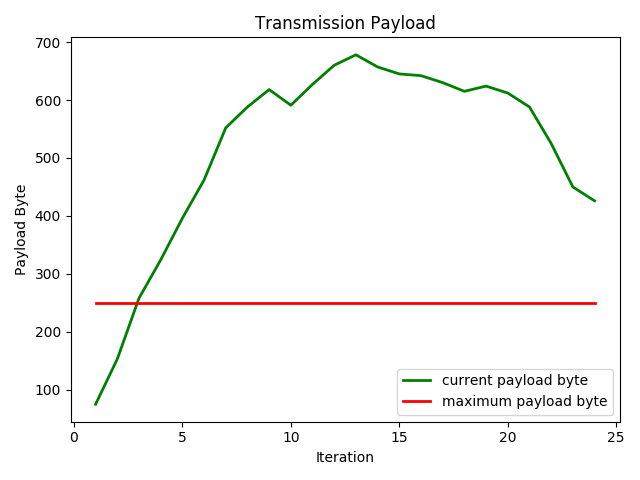 Transmission Payload
700
600
500
400
300
200
100
Payload Byte
current payload byte
maximum payload byte
0 5 10 15 20 25
Iteration